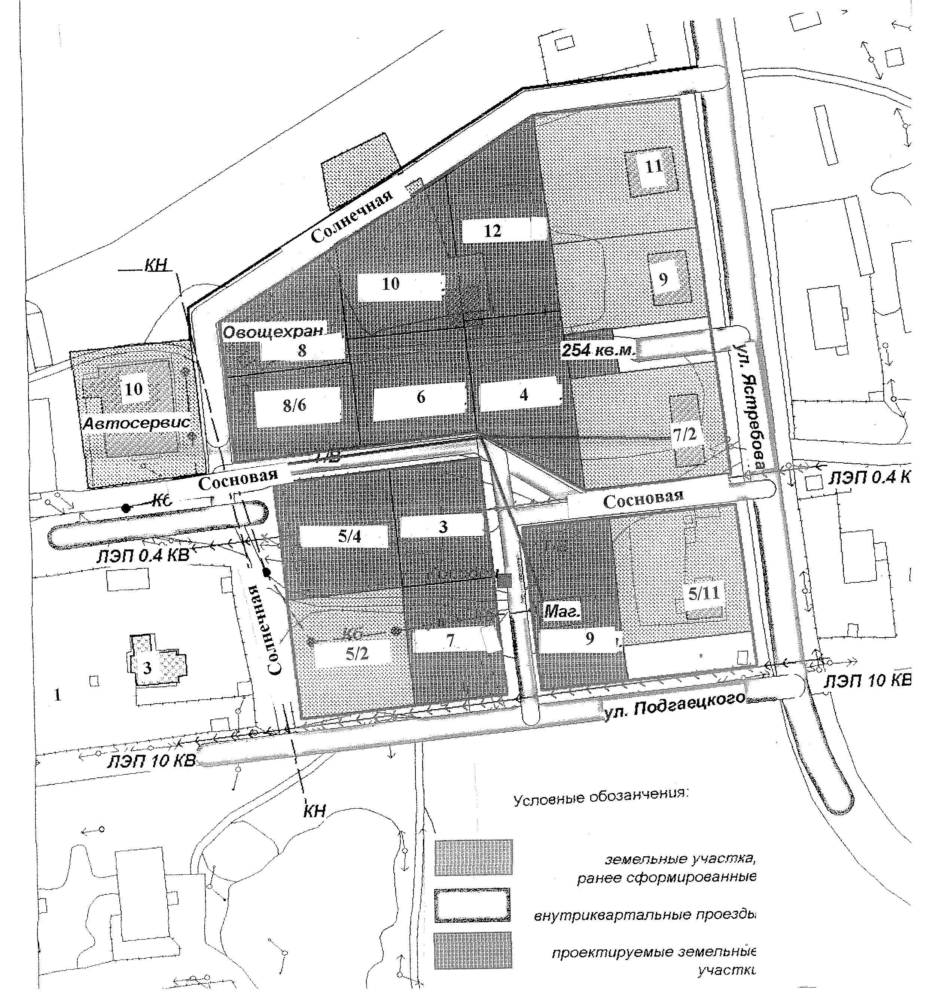 Солнечная
11
12
КН
10
9
Овощехран.
8
254 кв.м.
ул. Ястребова
10
8/6
6
4
Автосервис
7/2
Г/В
Сосновая
ЛЭП 0.4 К
Сосновая
Кб
3
5/4
ЛЭП 0.4 КВ
Солнечная
5/11
Маг.
Кб
7
9
5/2
3
1
ЛЭП 10 КВ
ул. Подгаецкого
ЛЭП 10 КВ
КН
Условные обозанчения:
земельные участка,
ранее сформированные
внутриквартальные проезды
проектируемые земельные
участки